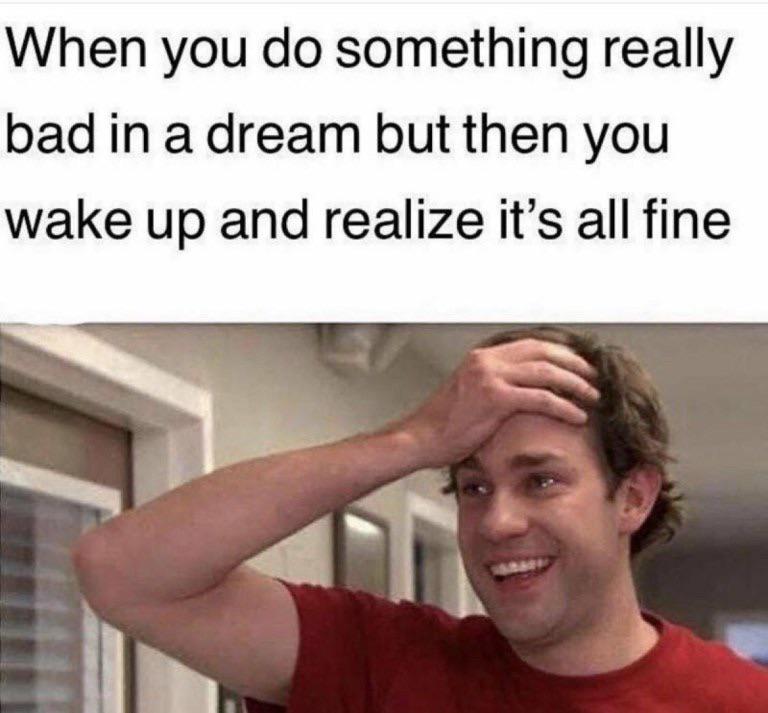 When you do something really
bad in a dream but then you
wake up and realize it’s all fine